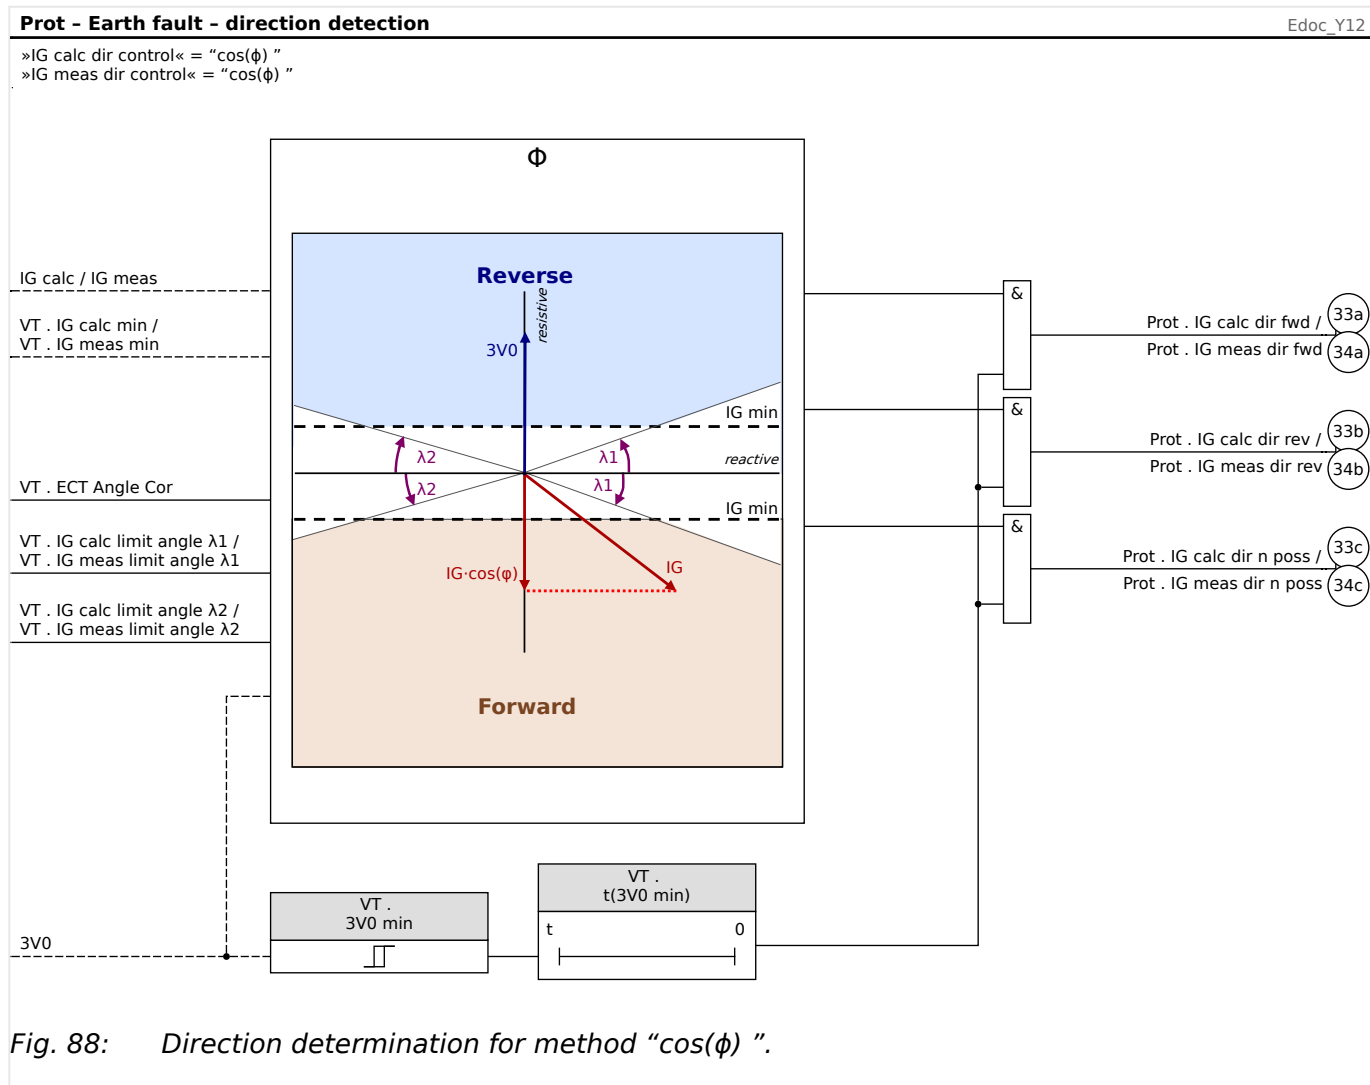 Prot – Earth fault – direction detection
Edoc_Y12
»IG calc dir control« = “cos(ϕ) ”
»IG meas dir control« = “cos(ϕ) ”
Φ
Reverse
resistive
3V0
IG calc / IG meas
VT . IG calc min /
VT . IG meas min
IG min
λ2
λ1
reactive
λ2
λ1
IG min
VT . ECT Angle Cor
VT . IG calc limit angle λ1 /
VT . IG meas limit angle λ1
IG·cos(φ)
IG
VT . IG calc limit angle λ2 /
VT . IG meas limit angle λ2
Forward
&
Prot . IG calc dir fwd /
33a
Prot . IG meas dir fwd
34a
&
Prot . IG calc dir rev /
33b
Prot . IG meas dir rev
34b
&
Prot . IG calc dir n poss /
33c
Prot . IG meas dir n poss
34c
3V0
VT .
3V0 min
VT .
t(3V0 min)
t
0
Fig. 88: Direction determination for method “cos(ϕ) ”.